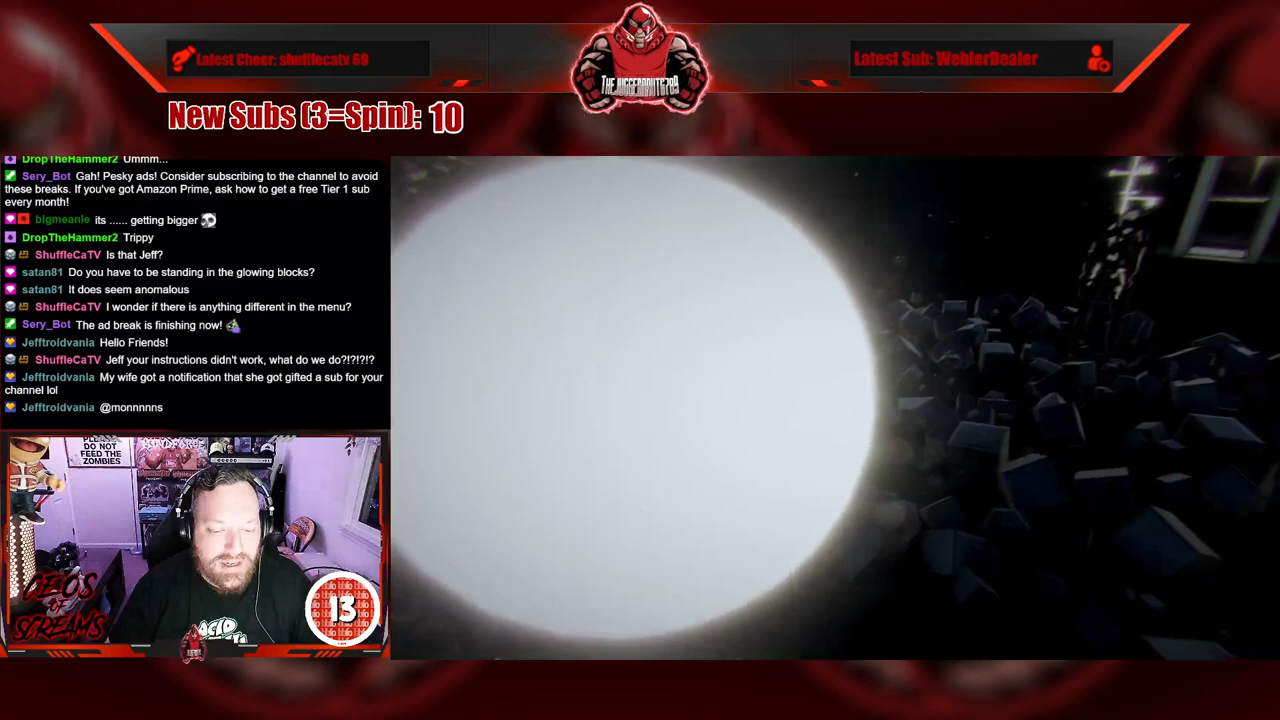 Latest Cheer: shufflecatv 69
THEJUGGERNAUT6789
Latest Sub: WehlerDealer
New Subs (3=Spin): 10
DropTheHammer2 Ummm...
Sery_Bot Gah! Pesky ads! Consider subscribing to the channel to avoid
these breaks. If you've got Amazon Prime, ask how to get a free Tier 1 sub
every month!
bigmeanie its ...... getting bigger
DropTheHammer2 Trippy
ShuffleCaTV Is that Jeff?
satan81 Do you have to be standing in the glowing blocks?
satan81 It does seem anomalous
ShuffleCaTV I wonder if there is anything different in the menu?
Sery_Bot The ad break is finishing now!
Jefftroidvania Hello Friends!
ShuffleCaTV Jeff your instructions didn't work, what do we do?!?!?!?
Jefftroidvania My wife got a notification that she got gifted a sub for your
channel lol
Jefftroidvania @monnnnns
PLEASE
DO NOT
FEED THE
ZOMBIES
GEOS
OF
SCREAMS
ACID
13